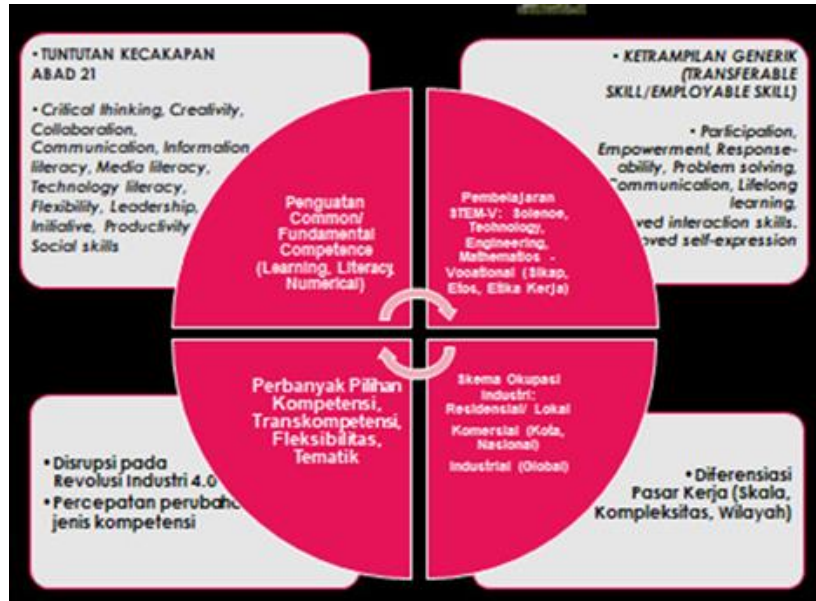 • TUNTUTAN KECAKAPAN
ABAD 21
• Critical thinking, Creativity,
Collaboration,
Communication, Information
literacy, Media literacy,
Technology literacy,
Flexibility, Leadership,
Initiative, Productivity
Social skills
• KETRAMPILAN GENERIK
(TRANSFERABLE
SKILL/EMPLOYABLE SKILL)
• Participation,
Empowerment, Response-
ability, Problem solving,
Communication, Lifelong
learning,
ved interaction skills.
oved self-expression
Penguatan
Common/
Fundamental
Competence
(Learning, Literacy,
Numerical)
Pembelajaran
STEM-V: Science,
Technology,
Engineering,
Mathematics -
Vocational (Sikap,
Etos, Etika Kerja)
Perbanyak Pilihan
Kompetensi,
Transkompetensi,
Fleksibilitas,
Tematik
Skema Okupasi
Industri:
Residensial/ Lokal
Komersial (Kota,
Nasional)
Industrial (Global)
• Disrupsi pada
Revolusi Industri 4.0
• Percepatan perubaha
jenis kompetensi
• Diferensiasi
Pasar Kerja (Skala,
Kompleksitas, Wilayah)